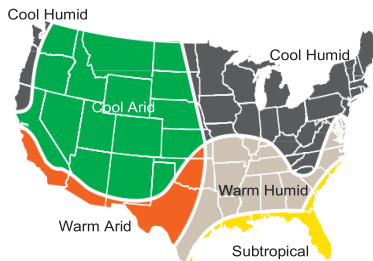 Cool Humid
Cool Humid
Cool Arid
Warm Humid
Warm Arid
Subtropical